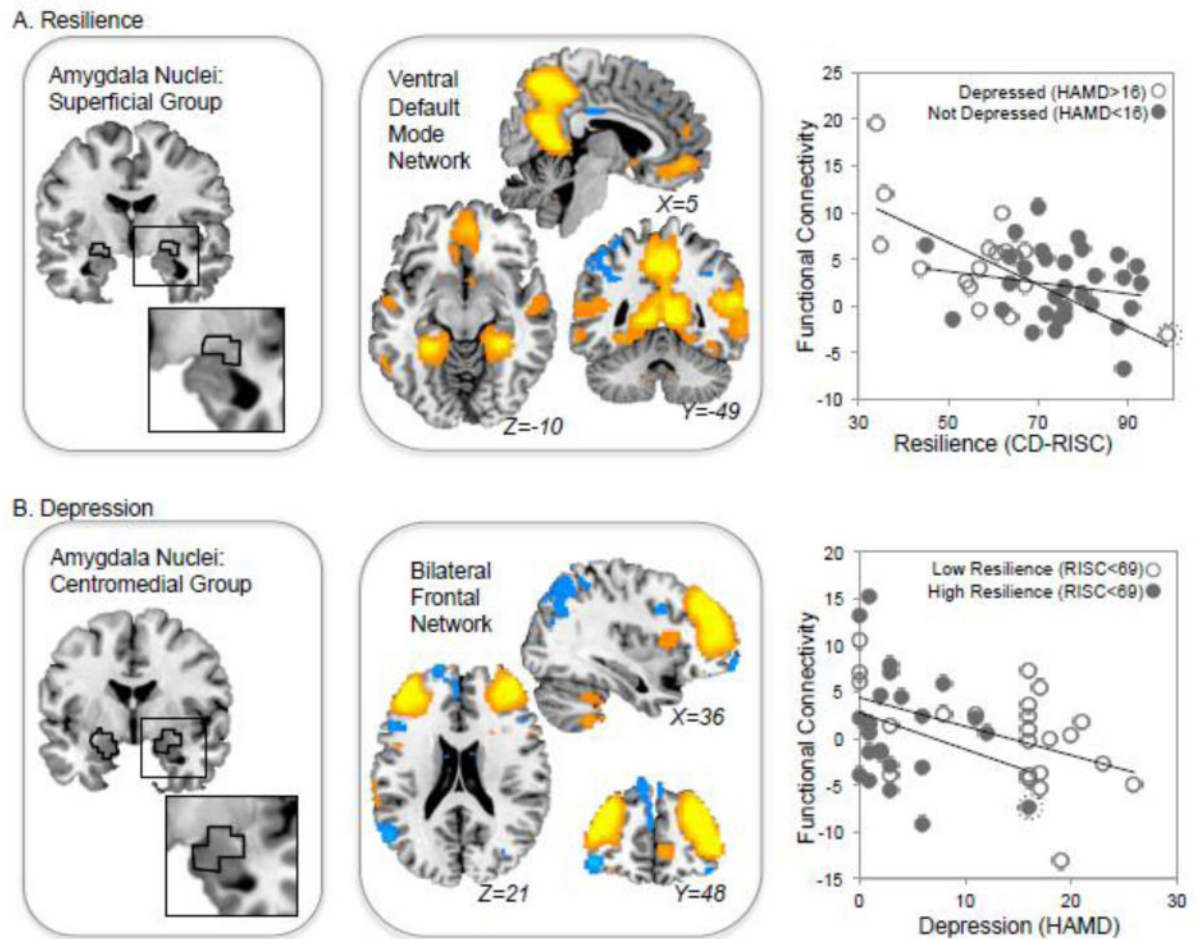 A. Resilience
Amygdala Nuclei:
Superficial Group
Ventral
Default
Mode
Network
X=5
Z=-10
Y=-49
Functional Connectivity
25
20
15
10
5
0
-5
-10
Depressed (HAMD>16)
Not Depressed (HAMD<16)
30
50
70
90
Resilience (CD-RISC)
B. Depression
Amygdala Nuclei:
Centromedial Group
Bilateral
Frontal
Network
X=36
Z=21
Y=48
Functional Connectivity
20
15
10
5
0
-5
-10
-15
Low Resilience (RISC<69)
High Resilience (RISC<69)
0
10
20
30
Depression (HAMD)